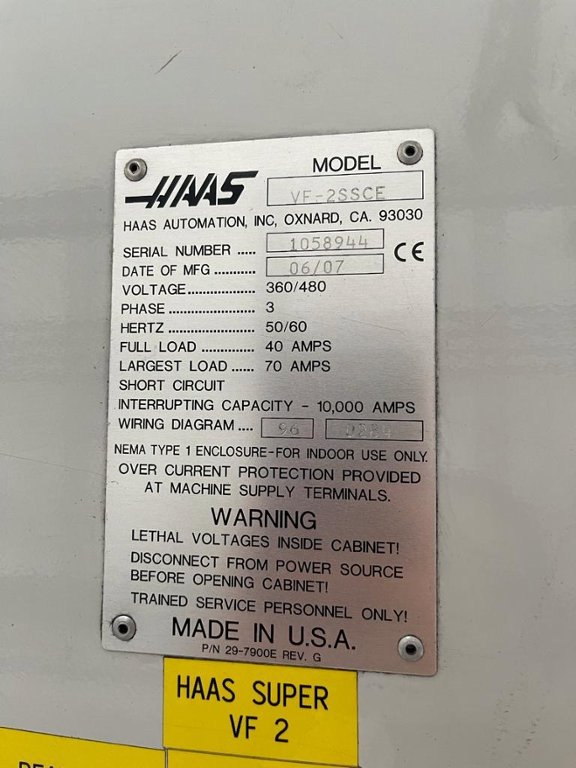 MODEL
HAAS VF-2SSCE
HAAS AUTOMATION, INC, OXNARD, CA. 93030
SERIAL NUMBER ..... 1058944
DATE OF MFG ........... 06/07 CE
VOLTAGE.................. 360/480
PHASE ...................... 3
HERTZ ...................... 50/60
FULL LOAD .............. 40 AMPS
LARGEST LOAD ...... 70 AMPS
SHORT CIRCUIT
INTERRUPTING CAPACITY - 10,000 AMPS
WIRING DIAGRAM .... 96
NEMA TYPE 1 ENCLOSURE-FOR INDOOR USE ONLY.
OVER CURRENT PROTECTION PROVIDED
AT MACHINE SUPPLY TERMINALS.
WARNING
LETHAL VOLTAGES INSIDE CABINET!
DISCONNECT FROM POWER SOURCE
BEFORE OPENING CABINET!
TRAINED SERVICE PERSONNEL ONLY!
MADE IN U.S.A.
P/N 29-7900E REV. G
HAAS SUPER
VF 2